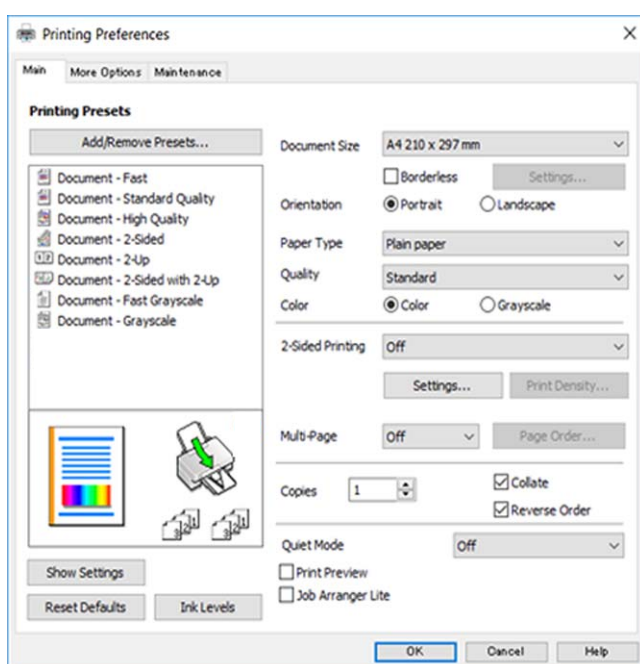 Printing Preferences
Main More Options Maintenance
Printing Presets
Add/Remove Presets...
Document - Fast
Document - Standard Quality
Document - High Quality
Document - 2-Sided
Document - 2-Up
Document - 2-Sided with 2-Up
Document - Fast Grayscale
Document - Grayscale
Show Settings
Reset Defaults Ink Levels
Document Size A4 210 x 297 mm
Borderless Settings...
Orientation Portrait Landscape
Paper Type Plain paper
Quality Standard
Color Color Grayscale
2-Sided Printing Off
Settings... Print Density...
Multi-Page Off Page Order...
Copies 1 Collate
Reverse Order
Quiet Mode Off
Print Preview
Job Arranger Lite
OK Cancel Help